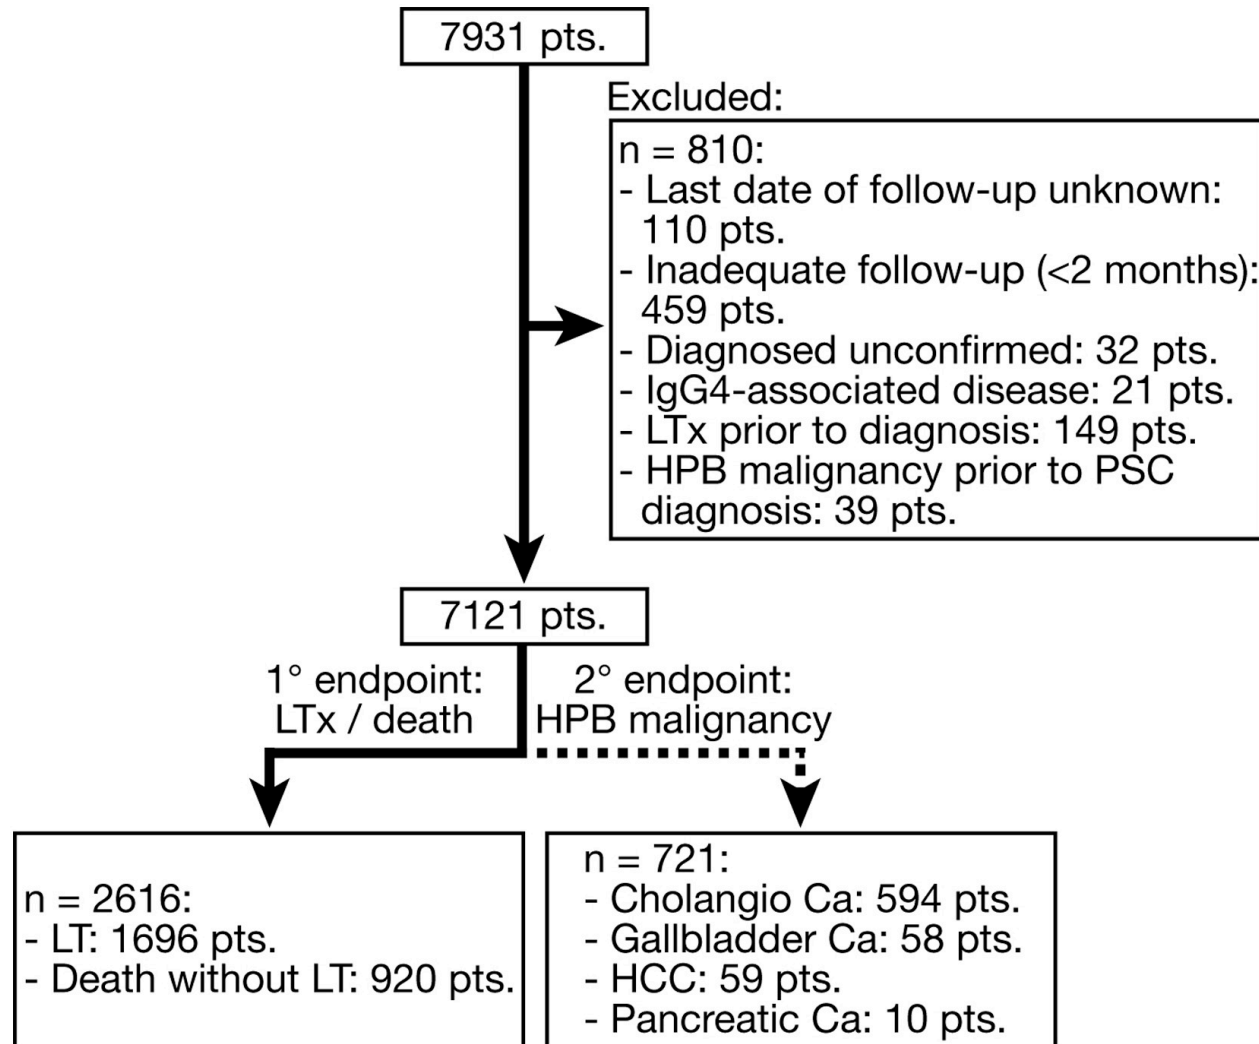 7931 pts.
Excluded:
n = 810:
- Last date of follow-up unknown:
110 pts.
- Inadequate follow-up (<2 months):
459 pts.
- Diagnosed unconfirmed: 32 pts.
- IgG4-associated disease: 21 pts.
- LTx prior to diagnosis: 149 pts.
- HPB malignancy prior to PSC
diagnosis: 39 pts.
7121 pts.
1° endpoint:
LTx / death
2° endpoint:
HPB malignancy
n = 2616:
- LT: 1696 pts.
- Death without LT: 920 pts.
n = 721:
- Cholangio Ca: 594 pts.
- Gallbladder Ca: 58 pts.
- HCC: 59 pts.
- Pancreatic Ca: 10 pts.